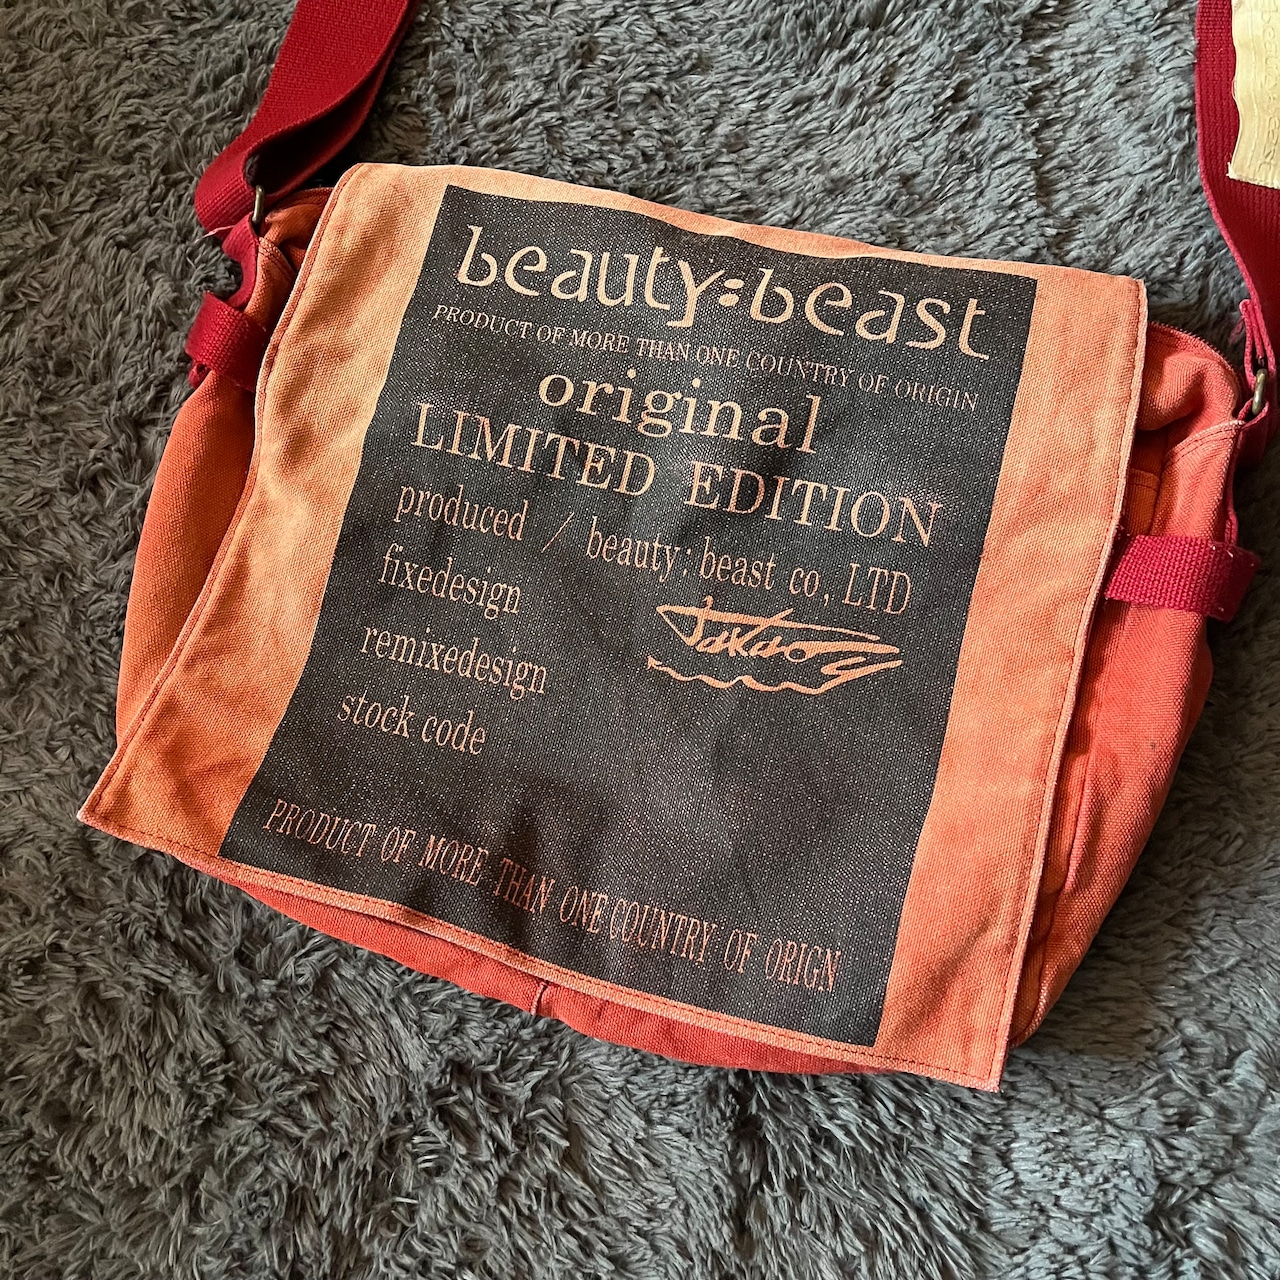 beauty:beast
PRODUCT OF MORE THAN ONE COUNTRY OF ORIGIN
original
LIMITED EDITION
produced / beauty:beast co, LTD
fixedesign
remixedesign
stock code
PRODUCT OF MORE THAN ONE COUNTRY OF ORIGN